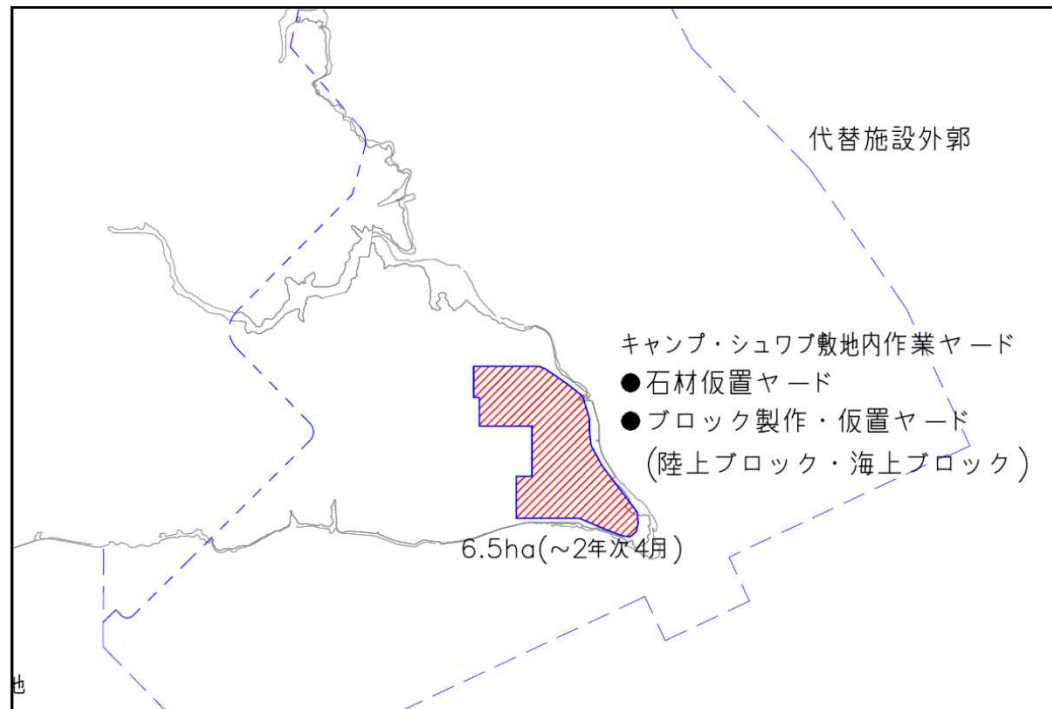 代替施設外郭
キャンプ・シュワブ敷地内作業ヤード
●石材仮置ヤード
●ブロック製作・仮置ヤード
(陸上ブロック・海上ブロック)
6.5ha(～2年次4月)
地